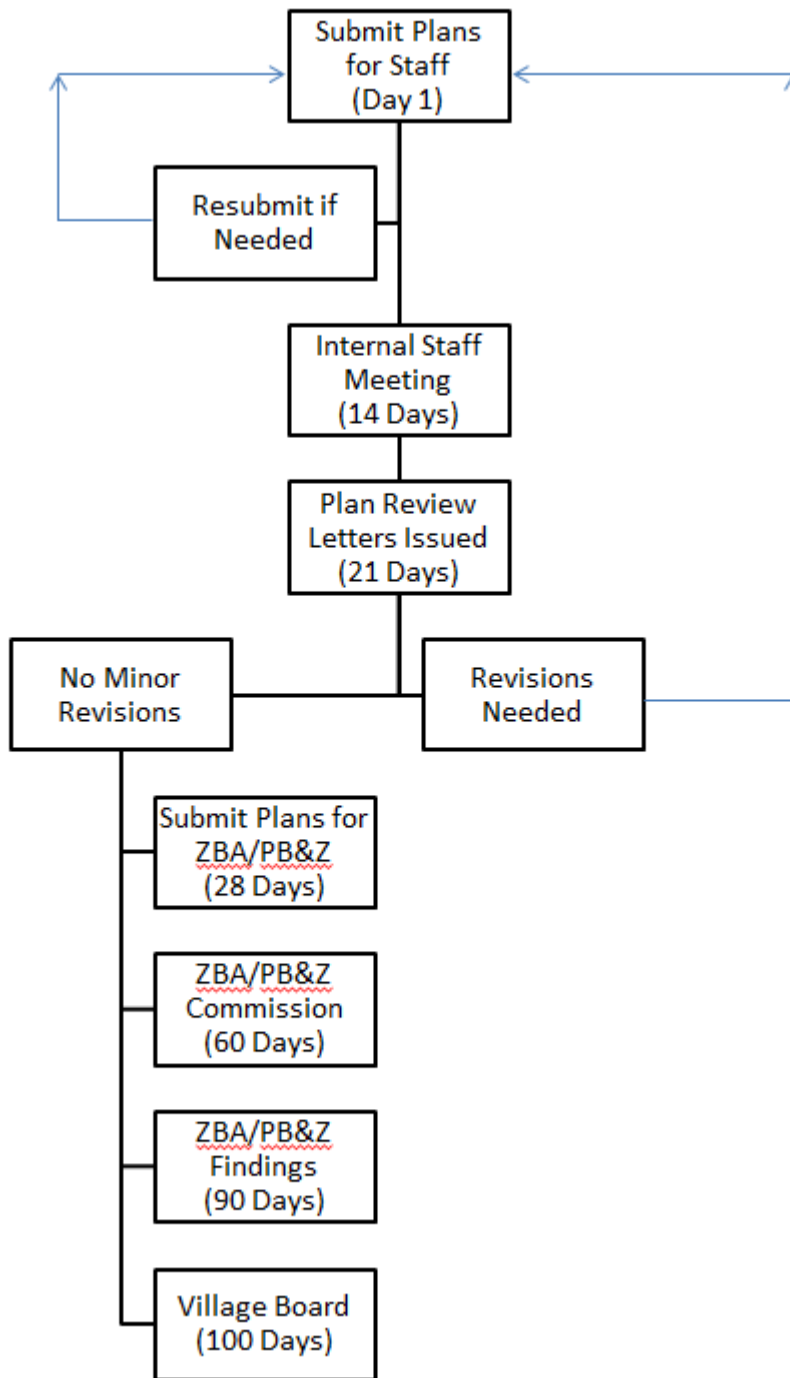 Submit Plans
for Staff
(Day 1)
Resubmit if
Needed
Internal Staff
Meeting
(14 Days)
Plan Review
Letters Issued
(21 Days)
No Minor
Revisions
Revisions
Needed
Submit Plans for
ZBA/PB&Z
(28 Days)
ZBA/PB&Z
Commission
(60 Days)
ZBA/PB&Z
Findings
(90 Days)
Village Board
(100 Days)